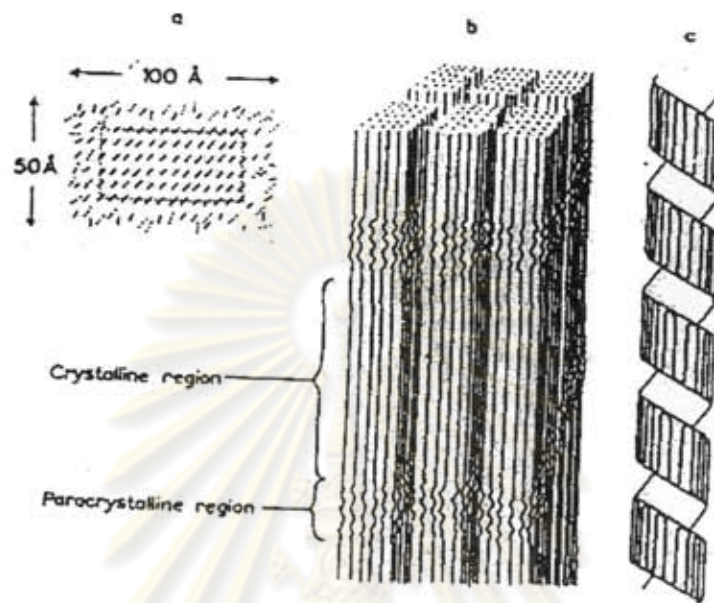 a
b
c
100 Å
50Å
Crystalline region
Paracrystalline region